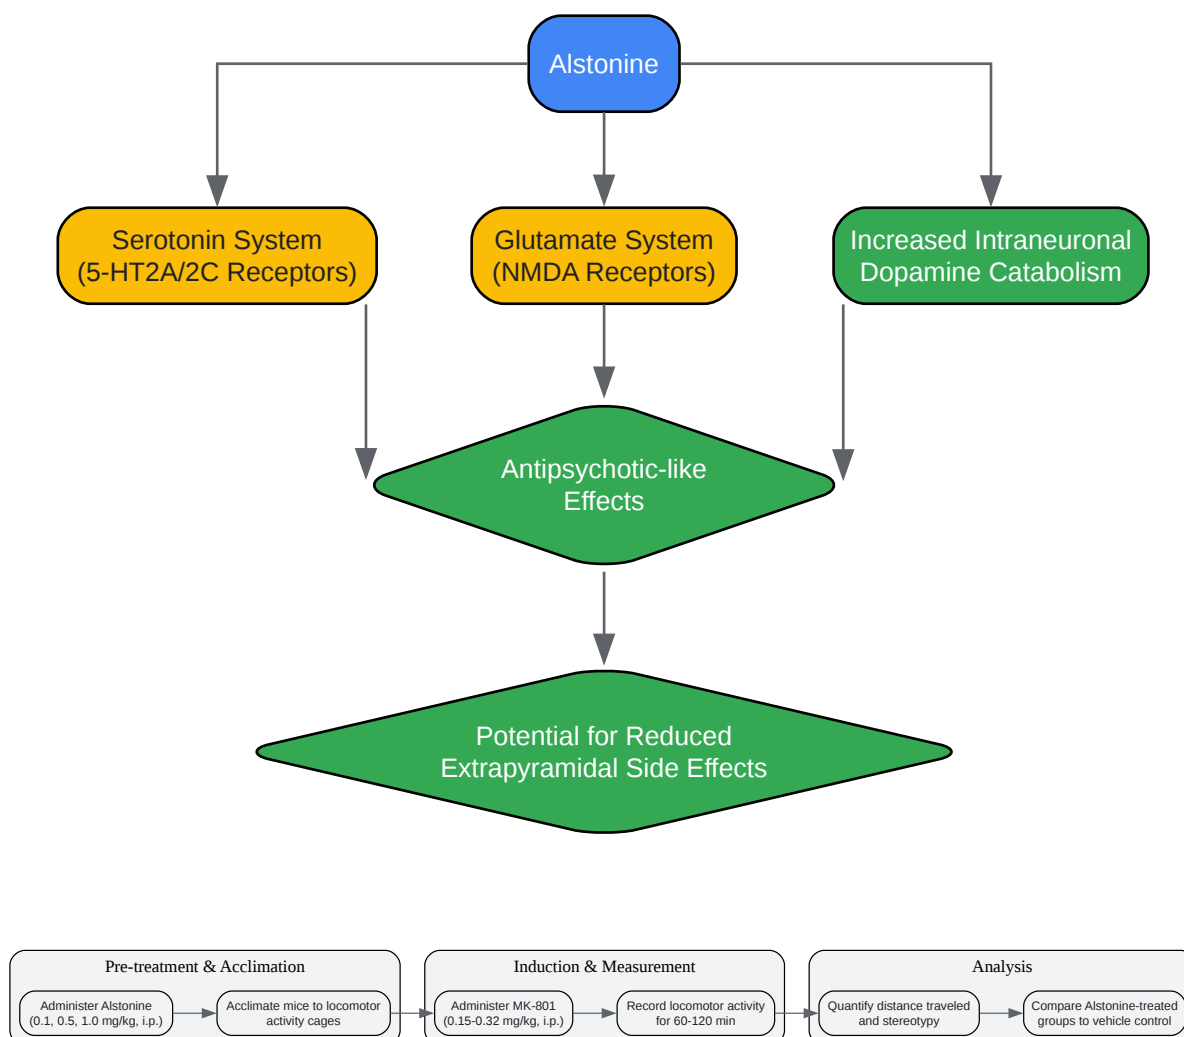 Alstonine
Serotonin System
(5-HT2A/2C Receptors)
Glutamate System
(NMDA Receptors)
Increased Intraneuronal
Dopamine Catabolism
Antipsychotic-like
Effects
Potential for Reduced
Extrapyramidal Side Effects
Pre-treatment & Acclimation
Administer Alstonine
(0.1, 0.5, 1.0 mg/kg, i.p.)
Acclimate mice to locomotor
activity cages
Induction & Measurement
Administer MK-801
(0.15-0.32 mg/kg, i.p.)
Record locomotor activity
for 60-120 min
Analysis
Quantify distance traveled
and stereotypy
Compare Alstonine-treated
groups to vehicle control